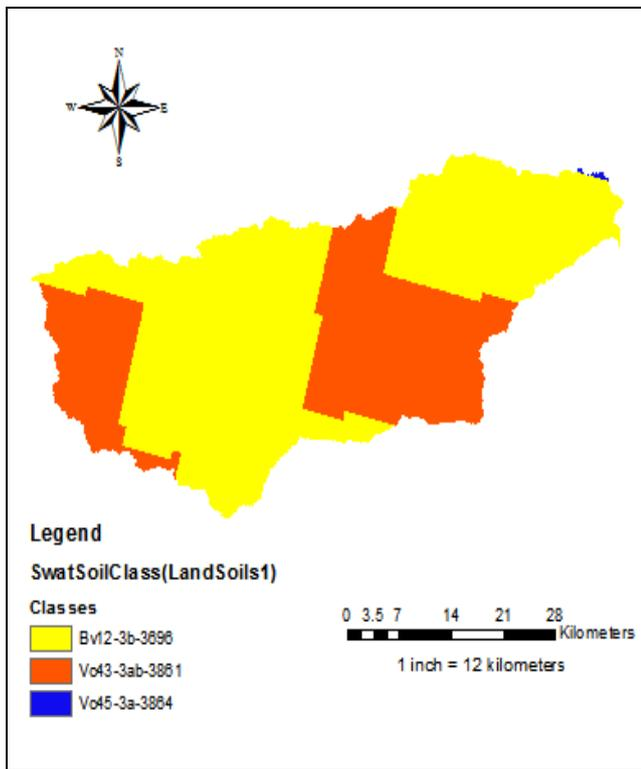 N
W E
S
Legend
SwatSoilClass(LandSoils1)
Classes
Bv12-3b-3696
Vc43-3ab-3861
Vc45-3a-3864
0 3.5 7 14 21 28
Kilometers
1 inch = 12 kilometers